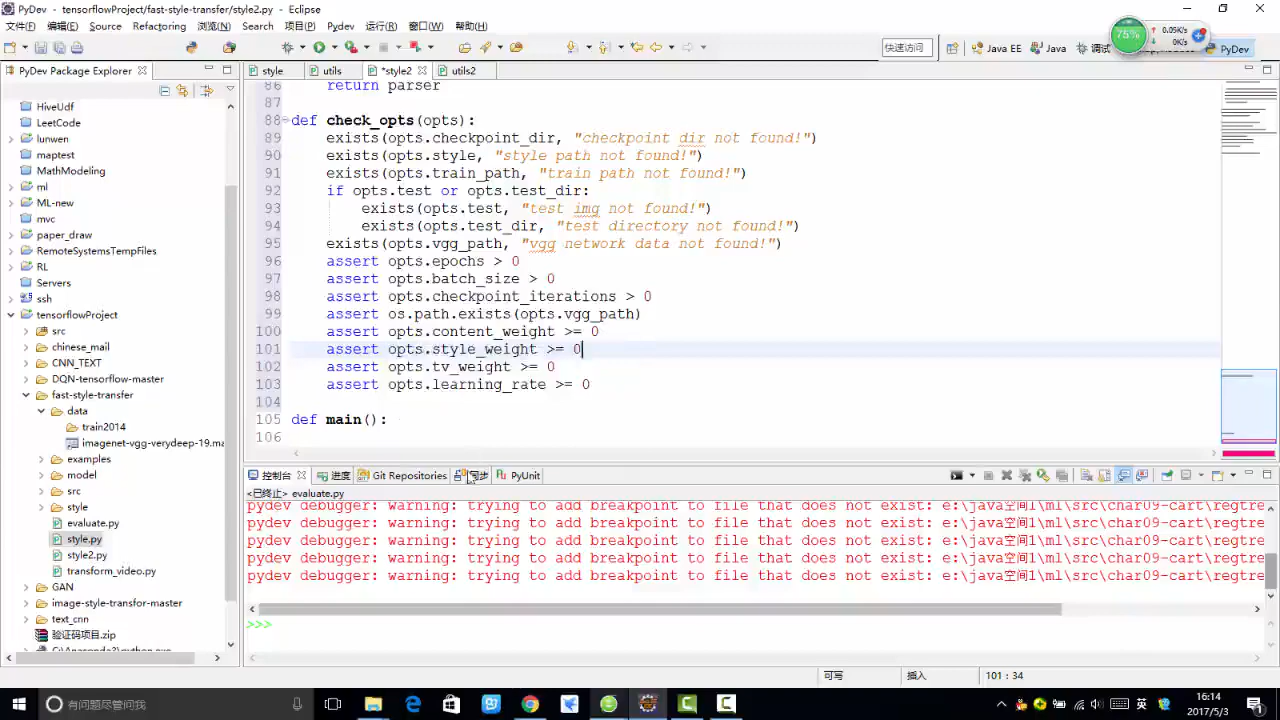 PyDev - tensorflowProject/fast-style-transfer/style2.py - Eclipse
文件(F) 编辑(E) Source Refactoring 浏览(N) Search 项目(P) Pydev 运行(R) 窗口(W) 帮助(H)
75% 0.05K/s 0K/s
快速访问 Java EE Java 调试 PyDev
PyDev Package Explorer
style utils *style2 utils2
HiveUdf
LeetCode
lunwen
maptest
MathModeling
ml
ML-new
mvc
paper_draw
RemoteSystemsTempFiles
RL
Servers
ssh
tensorflowProject
src
chinese_mail
CNN_TEXT
DQN-tensorflow-master
fast-style-transfer
data
train2014
imagenet-vgg-verydeep-19.ma
examples
model
src
style
evaluate.py
style.py
style2.py
transform_video.py
GAN
image-style-transfor-master
text_cnn
验证码项目.zip
C:\Anaconda2\python.exe
86 return parser
87
88 def check_opts(opts):
89 exists(opts.checkpoint_dir, "checkpoint dir not found!")
90 exists(opts.style, "style path not found!")
91 exists(opts.train_path, "train path not found!")
92 if opts.test or opts.test_dir:
93 exists(opts.test, "test img not found!")
94 exists(opts.test_dir, "test directory not found!")
95 exists(opts.vgg_path, "vgg network data not found!")
96 assert opts.epochs > 0
97 assert opts.batch_size > 0
98 assert opts.checkpoint_iterations > 0
99 assert os.path.exists(opts.vgg_path)
100 assert opts.content_weight >= 0
101 assert opts.style_weight >= 0
102 assert opts.tv_weight >= 0
103 assert opts.learning_rate >= 0
104
105 def main():
106
控制台 进度 Git Repositories 同步 PyUnit
<已终止> evaluate.py
pydev debugger: warning: trying to add breakpoint to file that does not exist: e:\java空间1\ml\src\char09-cart\regtre
pydev debugger: warning: trying to add breakpoint to file that does not exist: e:\java空间1\ml\src\char09-cart\regtre
pydev debugger: warning: trying to add breakpoint to file that does not exist: e:\java空间1\ml\src\char09-cart\regtre
pydev debugger: warning: trying to add breakpoint to file that does not exist: e:\java空间1\ml\src\char09-cart\regtre
pydev debugger: warning: trying to add breakpoint to file that does not exist: e:\java空间1\ml\src\char09-cart\regtre
>>>
可写 插入 101 : 34
有问题尽管问我
英
16:14
2017/5/3